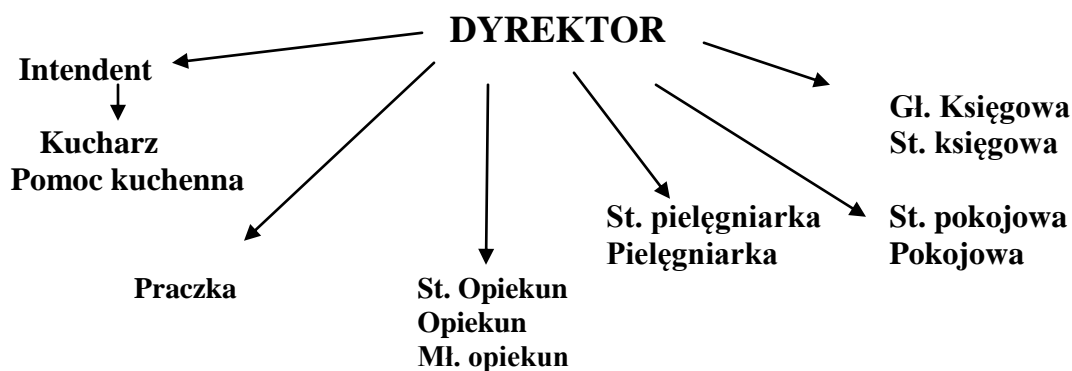 DYREKTOR
Intendent
Kucharz
Pomoc kuchenna
Praczka
St. Opiekun
Opiekun
Mł. opiekun
St. pielęgniarka
Pielęgniarka
Gł. Księgowa
St. księgowa
St. pokojowa
Pokojowa